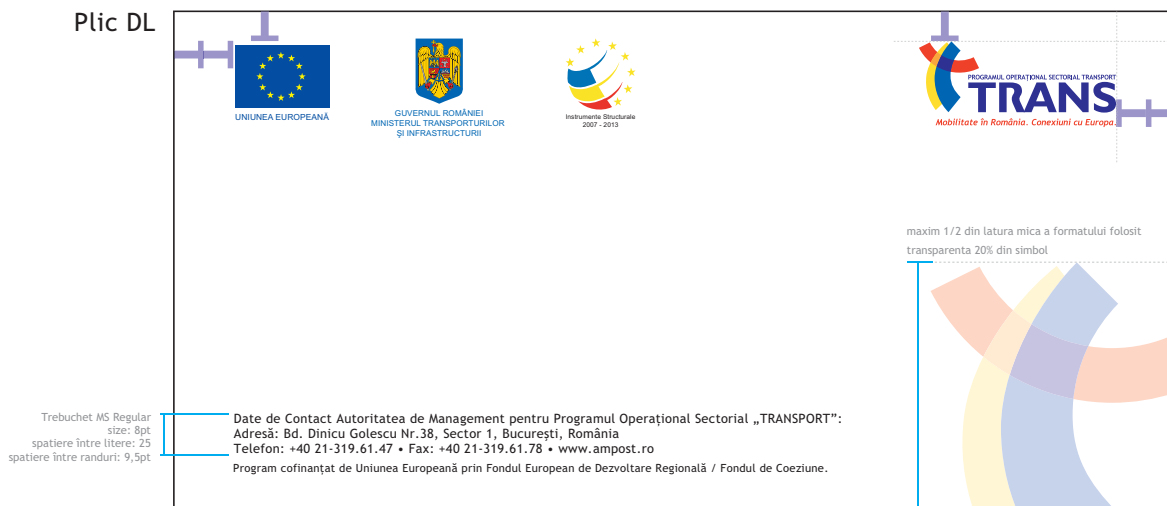 Plic DL
UNIUNEA EUROPEANĂ
GUVERNUL ROMÂNIEI
MINISTERUL TRANSPORTURILOR
ȘI INFRASTRUCTURII
Instrumente Structurale
2007 - 2013
PROGRAMUL OPERAȚIONAL SECTORIAL TRANSPORT
TRANS
Mobilitate în România. Conexiuni cu Europa.
maxim 1/2 din latura mica a formatului folosit
transparenta 20% din simbol
Trebuchet MS Regular
size: 8pt
spatiere între litere: 25
spatiere între randuri: 9,5pt
Date de Contact Autoritatea de Management pentru Programul Operațional Sectorial „TRANSPORT”:
Adresă: Bd. Dinicu Golescu Nr.38, Sector 1, București, România
Telefon: +40 21-319.61.47 • Fax: +40 21-319.61.78 • www.ampost.ro
Program cofinanțat de Uniunea Europeană prin Fondul European de Dezvoltare Regională / Fondul de Coeziune.